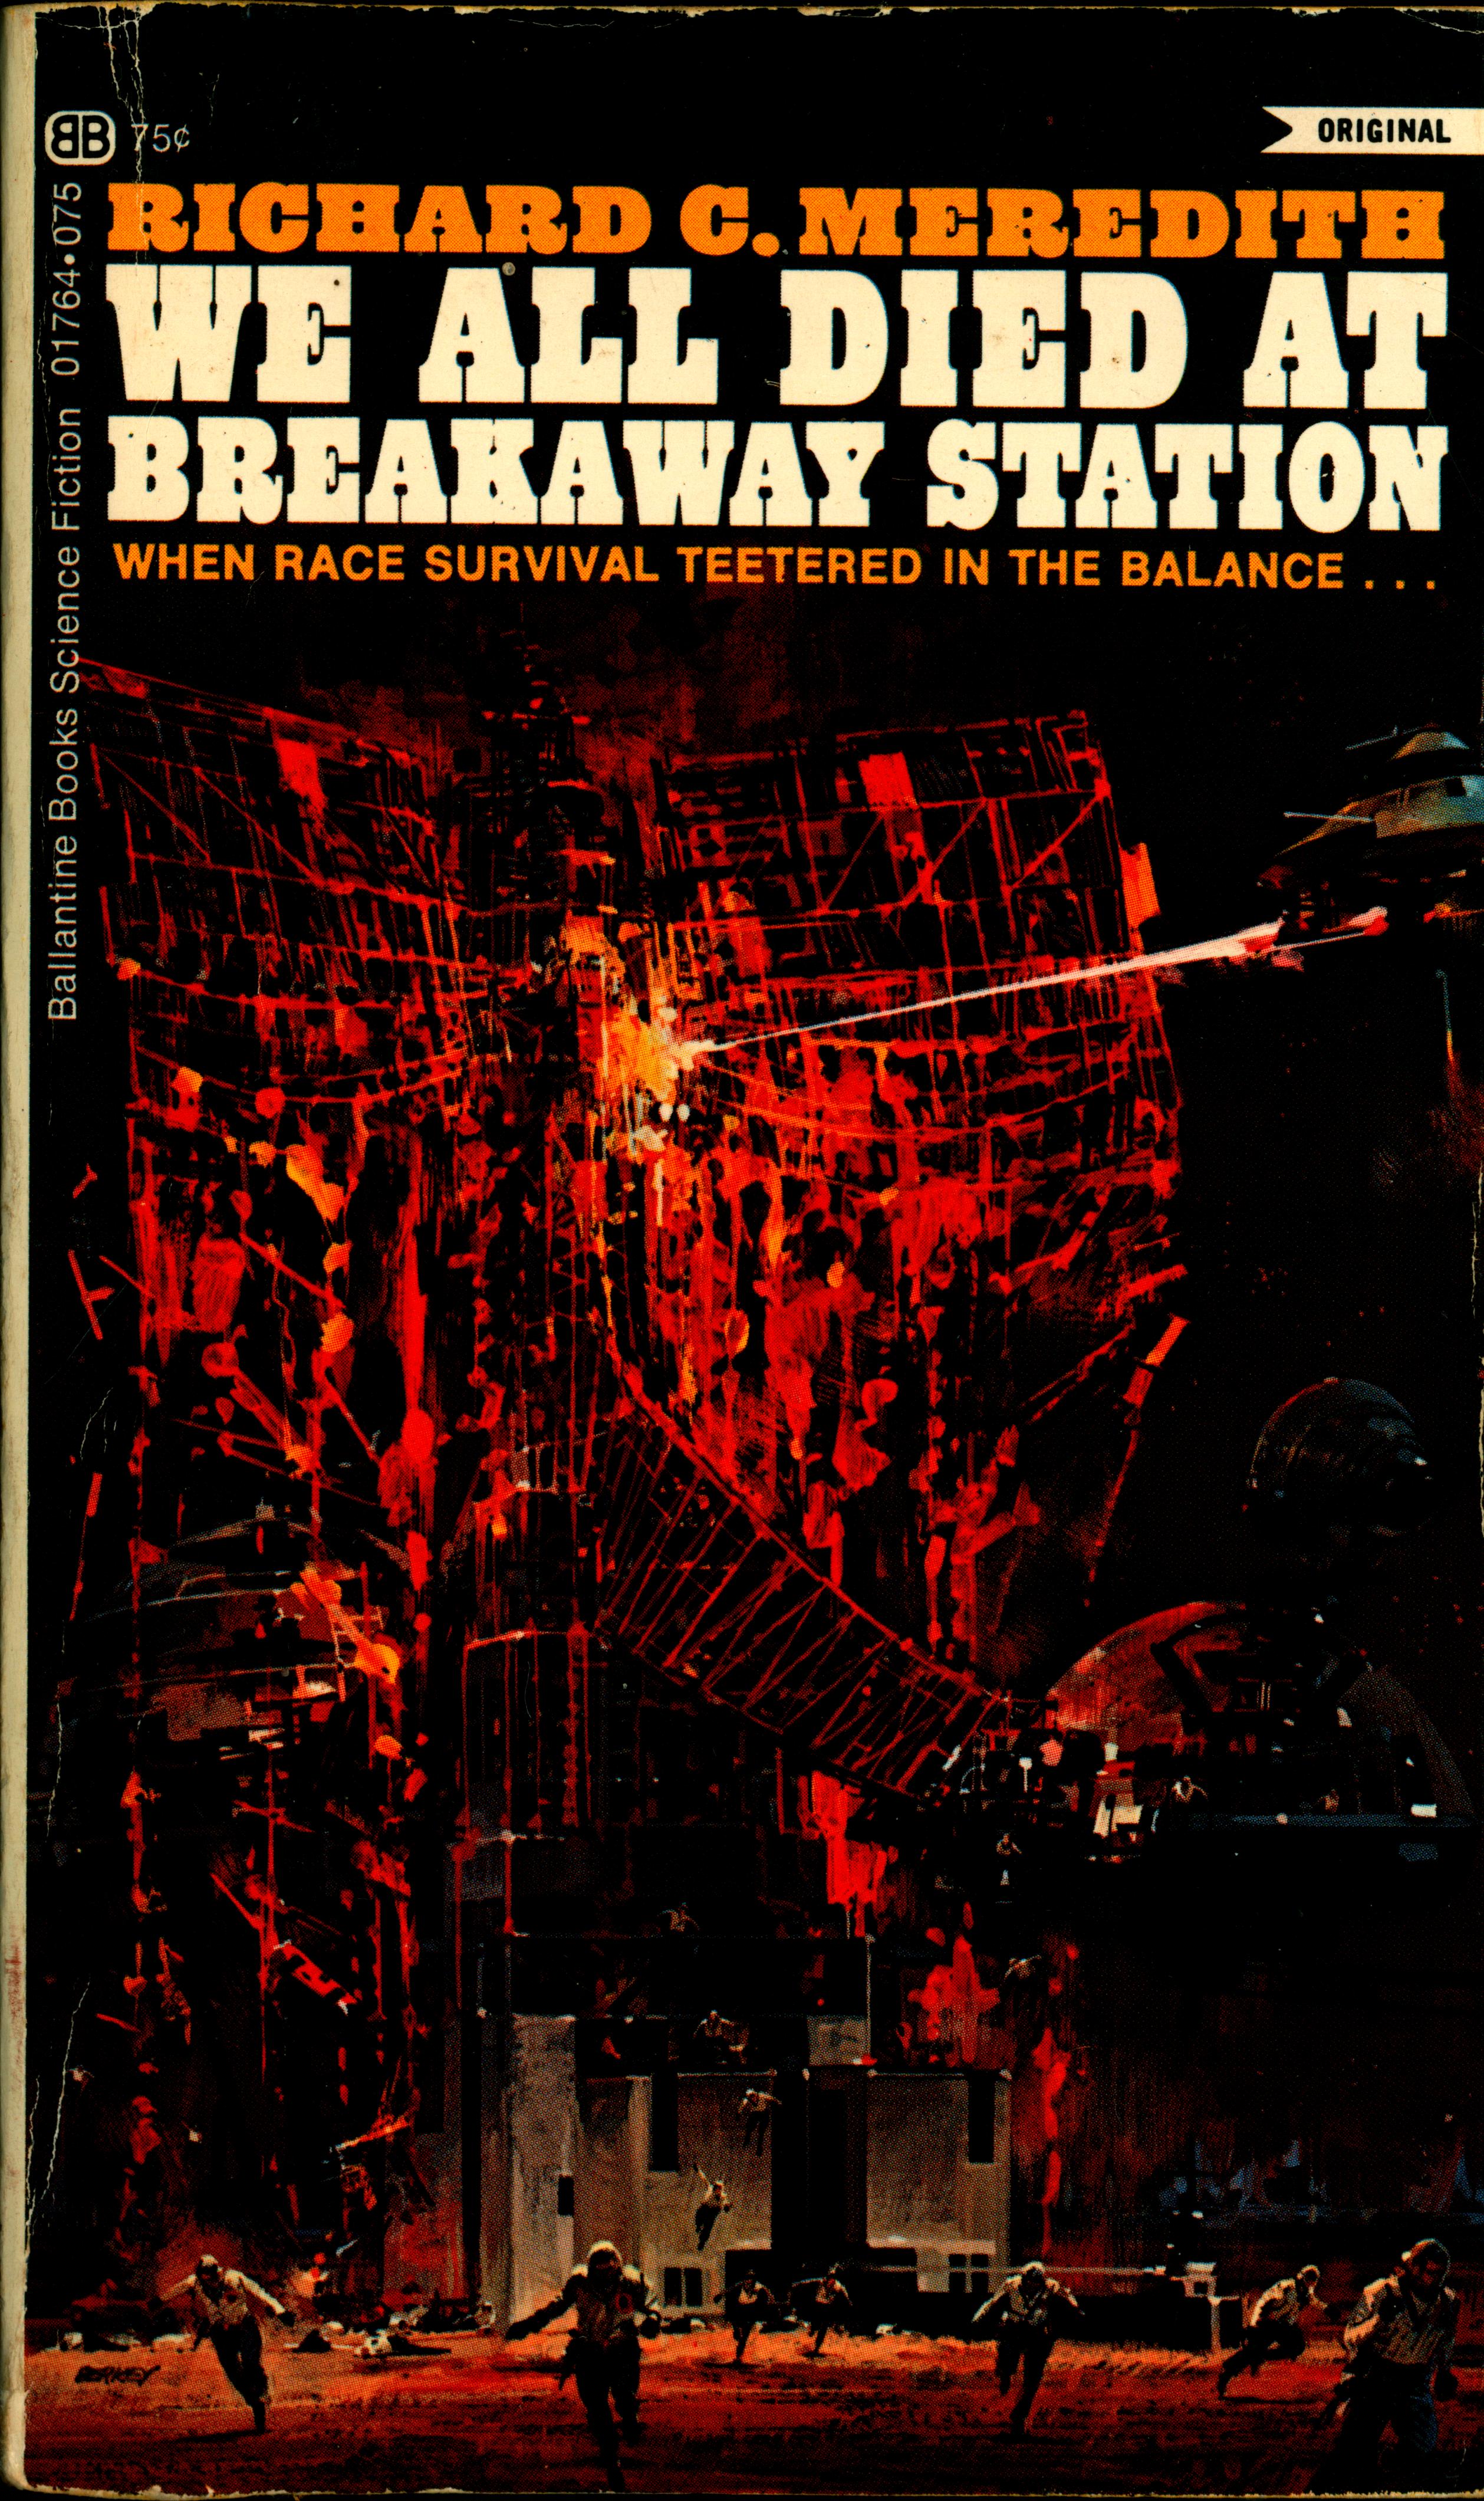 BB 75¢
ORIGINAL
RICHARD C. MEREDITH
WE ALL DIED AT
BREAKAWAY STATION
WHEN RACE SURVIVAL TEETERED IN THE BALANCE . . .
Ballantine Books Science Fiction 01764•075
BERKEY